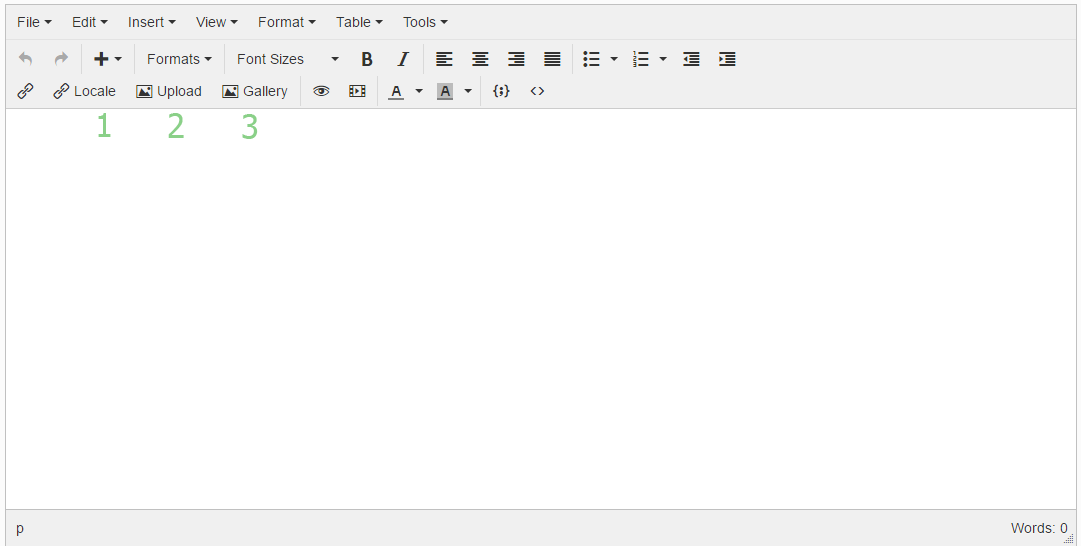 File Edit Insert View Format Table Tools
Formats Font Sizes B I
Locale Upload Gallery A A {;} <>
1 2 3
p Words: 0